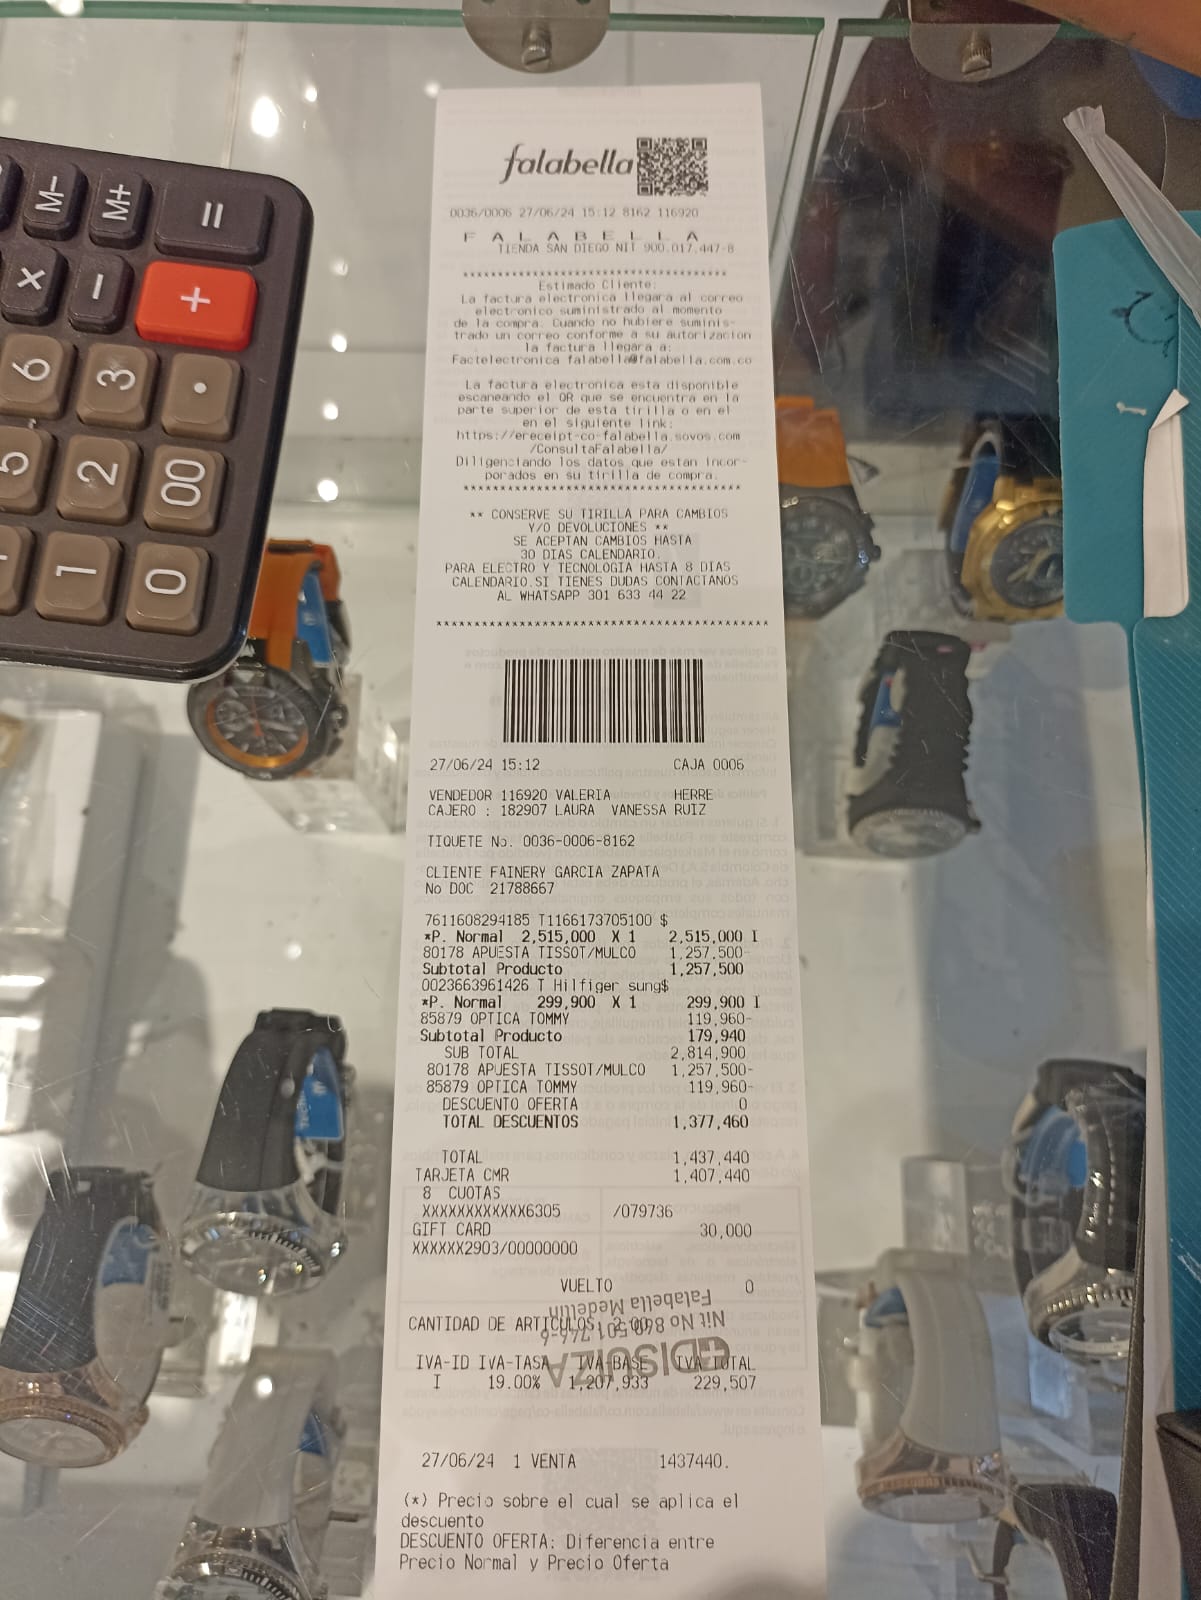 falabella
0036/0006 27/06/24 15:12 8162 116920
F A L A B E L L A
TIENDA SAN DIEGO NIT 900.017.447-8
**********************************
Estimado Cliente:
La factura electronica llegara al correo
electronico suministrado al momento
de la compra. Cuando no hubiere suminis-
trado un correo conforme a su autorización
la factura llegara a:
Factelectronica falabella@falabella.com.co
La factura electronica esta disponible
escaneando el QR que se encuentra en la
parte superior de esta tirilla o en el
en el siguiente link:
https://ereceipt-co-falabella.sovos.com
/ConsultaFalabella/
Diligenciando los datos que estan incor-
porados en su tirilla de compra.
**********************************
** CONSERVE SU TIRILLA PARA CAMBIOS
Y/O DEVOLUCIONES **
SE ACEPTAN CAMBIOS HASTA
30 DIAS CALENDARIO.
PARA ELECTRO Y TECNOLOGIA HASTA 8 DIAS
CALENDARIO.SI TIENES DUDAS CONTACTANOS
AL WHATSAPP 301 633 44 22
****************************************
27/06/24 15:12 CAJA 0006
VENDEDOR 116920 VALERIA HERRE
CAJERO : 182907 LAURA VANESSA RUIZ
TIQUETE No. 0036-0006-8162
CLIENTE FAINERY GARCIA ZAPATA
No DOC 21788667
7611608294185 T1166173705100 $
*P. Normal 2,515,000 X 1 2,515,000 I
80178 APUESTA TISSOT/MULCO 1,257,500-
Subtotal Producto 1,257,500
0023663961426 T Hilfiger sung$
*P. Normal 299,900 X 1 299,900 I
85879 OPTICA TOMMY 119,960-
Subtotal Producto 179,940
SUB TOTAL 2,814,900
80178 APUESTA TISSOT/MULCO 1,257,500-
85879 OPTICA TOMMY 119,960-
DESCUENTO OFERTA 0
TOTAL DESCUENTOS 1,377,460
TOTAL 1,437,440
TARJETA CMR 1,407,440
8 CUOTAS
XXXXXXXXXXXX6305 /079736
GIFT CARD 30,000
XXXXXX2903/00000000
VUELTO 0
Falabella Medellín
CANTIDAD DE ARTICULOS:
Nit No
EDISUIZA
IVA-ID IVA-TASA IVA-BASE IVA TOTAL
I 19.00% 1,207,933 229,507
27/06/24 1 VENTA 1437440.
(*) Precio sobre el cual se aplica el
descuento
DESCUENTO OFERTA: Diferencia entre
Precio Normal y Precio Oferta
M-
M+
=
×
−
+
6
3
.
5
2
00
1
0